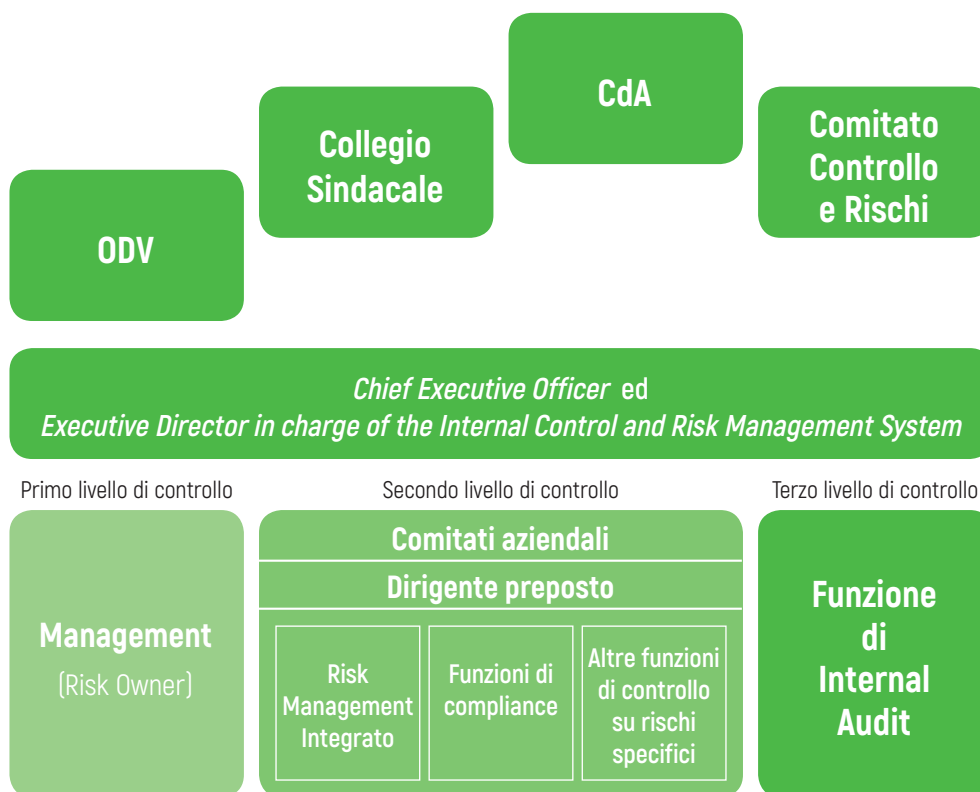 CdA
Collegio
Sindacale
Comitato
Controllo
e Rischi
ODV
Chief Executive Officer ed
Executive Director in charge of the Internal Control and Risk Management System
Primo livello di controllo
Secondo livello di controllo
Terzo livello di controllo
Management
(Risk Owner)
Comitati aziendali
Dirigente preposto
Risk
Management
Integrato
Funzioni di
compliance
Altre funzioni
di controllo
su rischi
specifici
Funzione
di
Internal
Audit